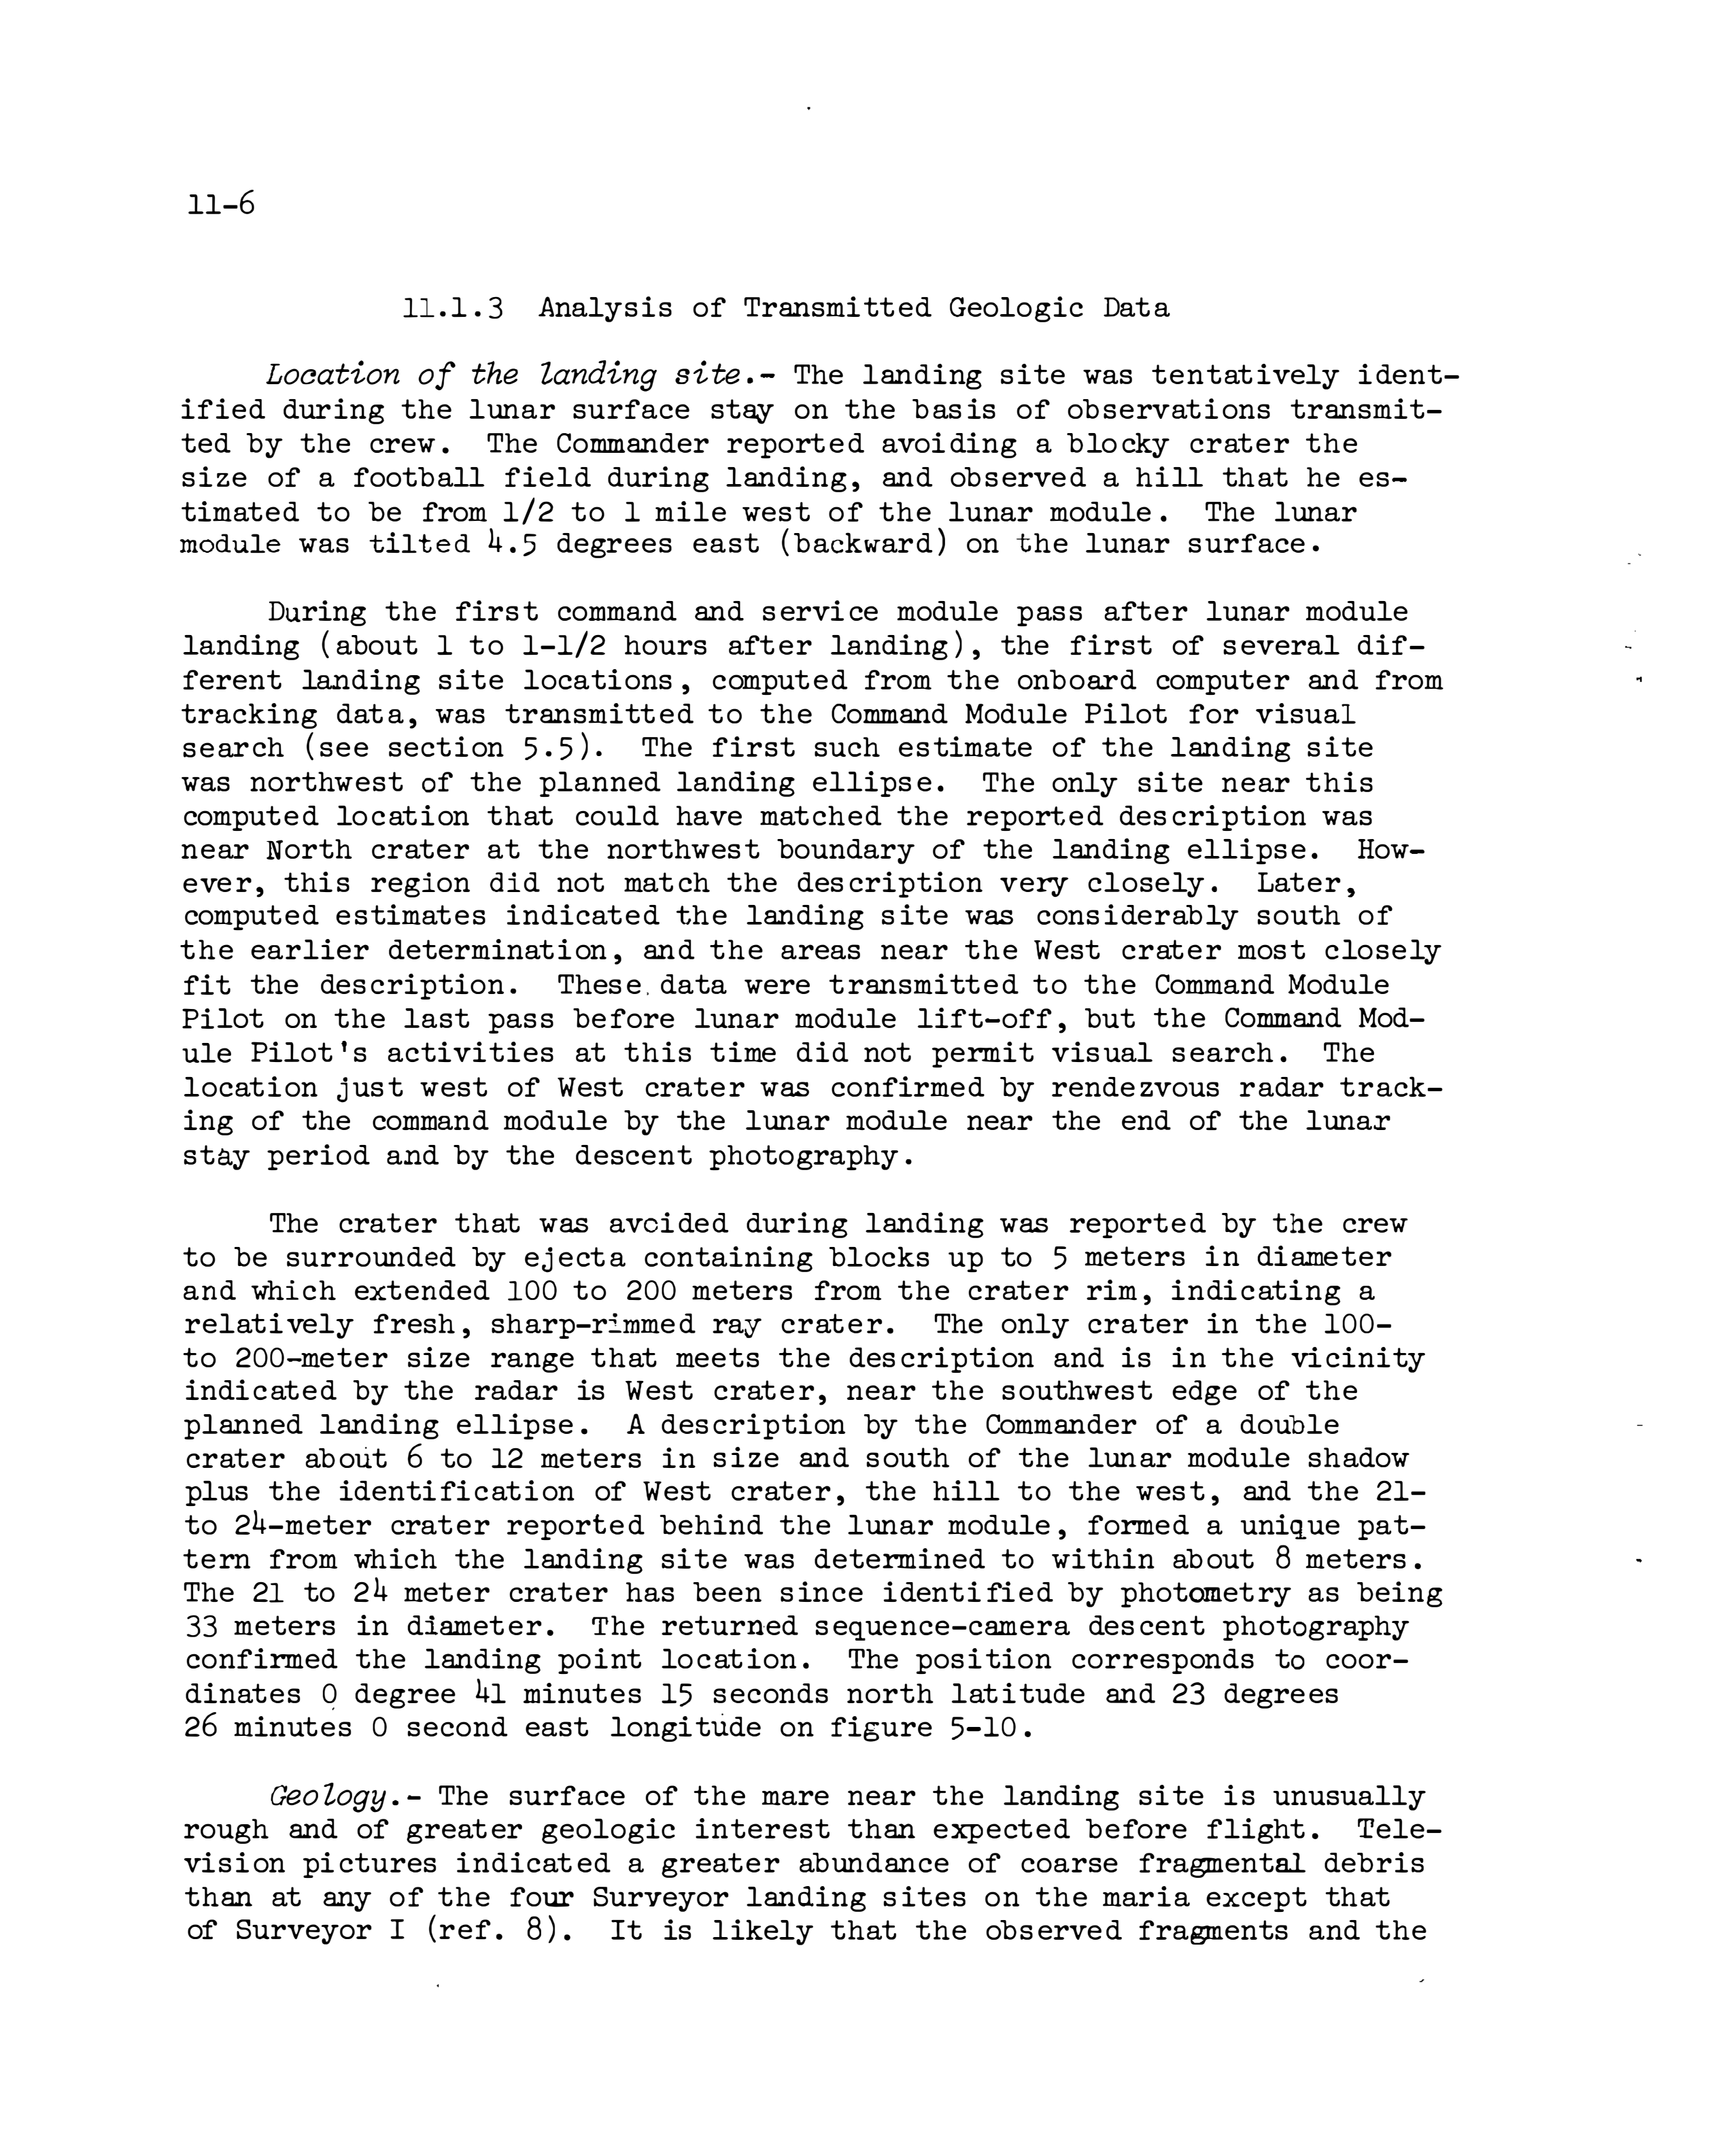 11-6
11.1.3 Analysis of Transmitted Geologic Data
Location of the landing site.- The landing site was tentatively ident-
ified during the lunar surface stay on the basis of observations transmit-
ted by the crew. The Commander reported avoiding a blocky crater the
size of a football field during landing, and observed a hill that he es-
timated to be from 1/2 to 1 mile west of the lunar module. The lunar
module was tilted 4.5 degrees east (backward) on the lunar surface.
During the first command and service module pass after lunar module
landing (about 1 to 1-1/2 hours after landing), the first of several dif-
ferent landing site locations, computed from the onboard computer and from
tracking data, was transmitted to the Command Module Pilot for visual
search (see section 5.5). The first such estimate of the landing site
was northwest of the planned landing ellipse. The only site near this
computed location that could have matched the reported description was
near North crater at the northwest boundary of the landing ellipse. How-
ever, this region did not match the description very closely. Later,
computed estimates indicated the landing site was considerably south of
the earlier determination, and the areas near the West crater most closely
fit the description. These data were transmitted to the Command Module
Pilot on the last pass before lunar module lift-off, but the Command Mod-
ule Pilot's activities at this time did not permit visual search. The
location just west of West crater was confirmed by rendezvous radar track-
ing of the command module by the lunar module near the end of the lunar
stay period and by the descent photography.
The crater that was avoided during landing was reported by the crew
to be surrounded by ejecta containing blocks up to 5 meters in diameter
and which extended 100 to 200 meters from the crater rim, indicating a
relatively fresh, sharp-rimmed ray crater. The only crater in the 100-
to 200-meter size range that meets the description and is in the vicinity
indicated by the radar is West crater, near the southwest edge of the
planned landing ellipse. A description by the Commander of a double
crater about 6 to 12 meters in size and south of the lunar module shadow
plus the identification of West crater, the hill to the west, and the 21-
to 24-meter crater reported behind the lunar module, formed a unique pat-
tern from which the landing site was determined to within about 8 meters.
The 21 to 24 meter crater has been since identified by photometry as being
33 meters in diameter. The returned sequence-camera descent photography
confirmed the landing point location. The position corresponds to coor-
dinates 0 degree 41 minutes 15 seconds north latitude and 23 degrees
26 minutes 0 second east longitude on figure 5-10.
Geology.- The surface of the mare near the landing site is unusually
rough and of greater geologic interest than expected before flight. Tele-
vision pictures indicated a greater abundance of coarse fragmental debris
than at any of the four Surveyor landing sites on the maria except that
of Surveyor I (ref. 8). It is likely that the observed fragments and the